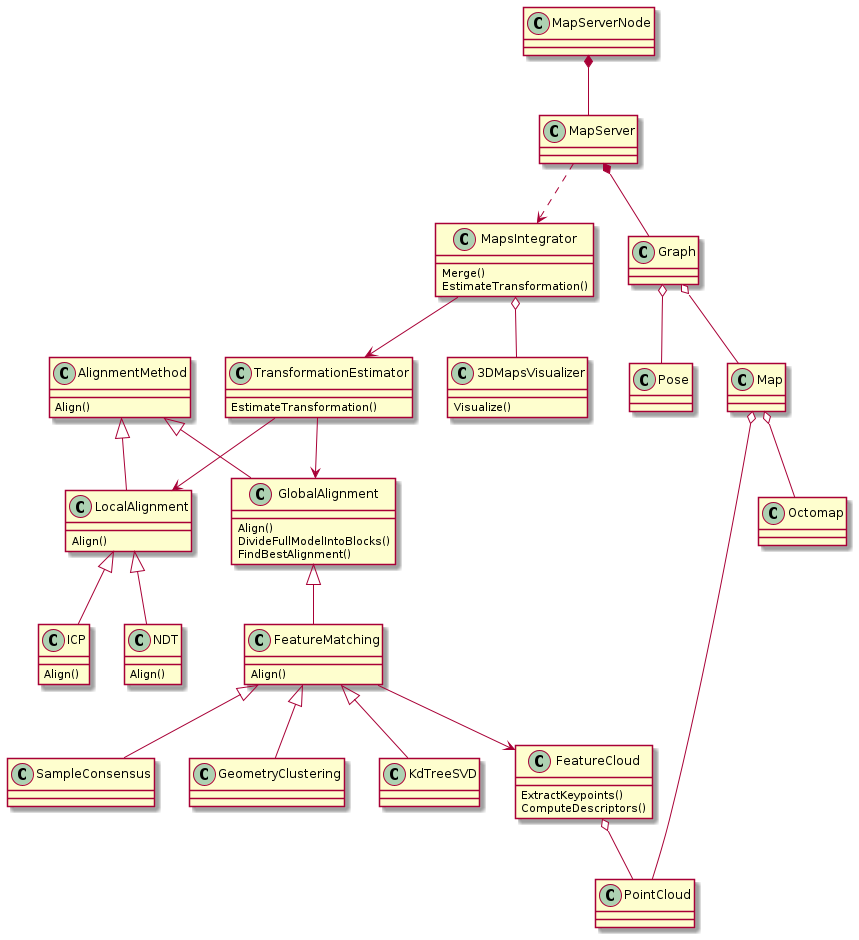 C MapServerNode
C MapServer
C MapsIntegrator
Merge()
EstimateTransformation()
C Graph
C AlignmentMethod
Align()
C TransformationEstimator
EstimateTransformation()
C 3DMapsVisualizer
Visualize()
C Pose
C Map
C LocalAlignment
Align()
C GlobalAlignment
Align()
DivideFullModelIntoBlocks()
FindBestAlignment()
C Octomap
C ICP
Align()
C NDT
Align()
C FeatureMatching
Align()
C SampleConsensus
C GeometryClustering
C KdTreeSVD
C FeatureCloud
ExtractKeypoints()
ComputeDescriptors()
C PointCloud